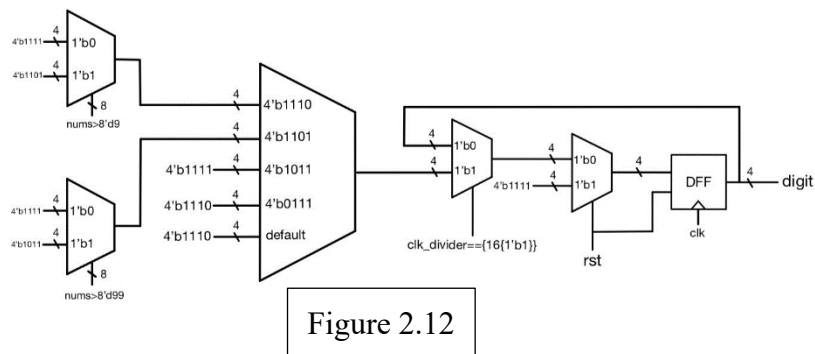 4'b1111
4
1'b0
4'b1101
4
1'b1
8
nums>8'd9
4'b1111
4
1'b0
4'b1011
4
1'b1
8
nums>8'd99
4
4'b1110
4
4'b1101
4'b1111
4
4'b1011
4'b1110
4
4'b0111
4'b1110
4
default
4
1'b0
4
1'b1
clk_divider=={16{1'b1}}
4
1'b0
4'b1111
4
1'b1
rst
4
DFF
clk
4
digit
Figure 2.12